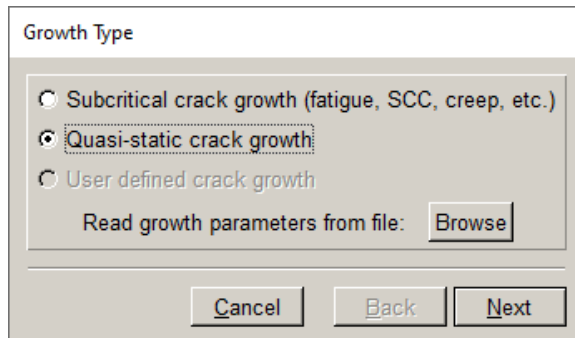 Growth Type
Subcritical crack growth (fatigue, SCC, creep, etc.)
Quasi-static crack growth
User defined crack growth
Read growth parameters from file: Browse
Cancel Back Next